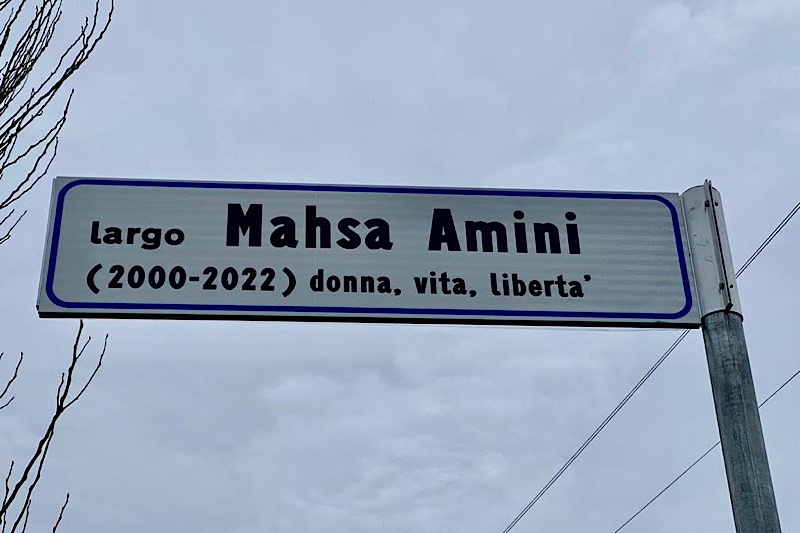 largo Mahsa Amini
(2000-2022) donna, vita, liberta'